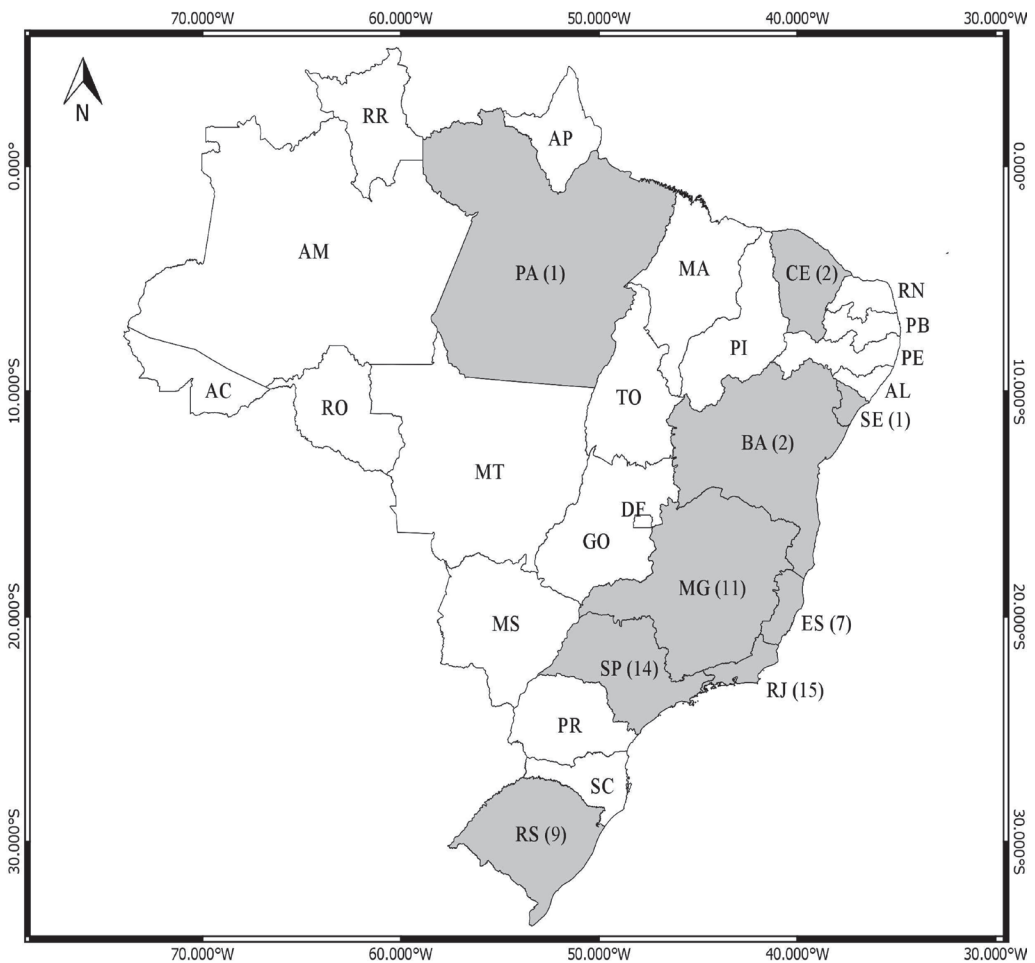 70.000°W 60.000°W 50.000°W 40.000°W 30.000°W
N
RR
AP
0.000° 0.000°
AM
PA (1)
MA
CE (2)
RN
PB
PI
PE
AC
RO
TO
AL
10.000°S 10.000°S
SE (1)
BA (2)
MT
DF
GO
MG (11)
MS
ES (7)
20.000°S 20.000°S
SP (14)
RJ (15)
PR
SC
RS (9)
30.000°S 30.000°S
70.000°W 60.000°W 50.000°W 40.000°W 30.000°W